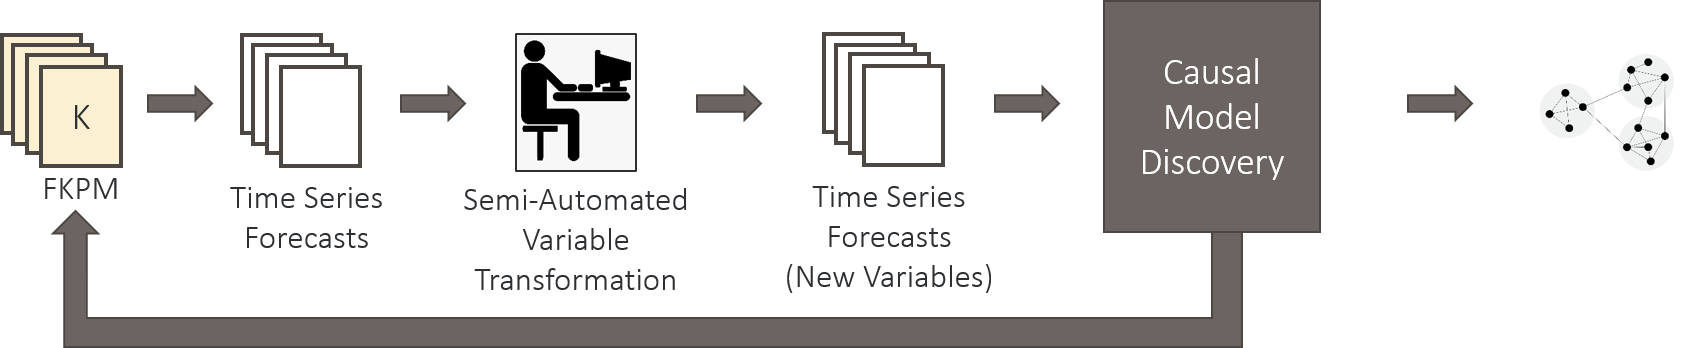 K
FKPM
Time Series
Forecasts
Semi-Automated
Variable
Transformation
Time Series
Forecasts
(New Variables)
Causal
Model
Discovery